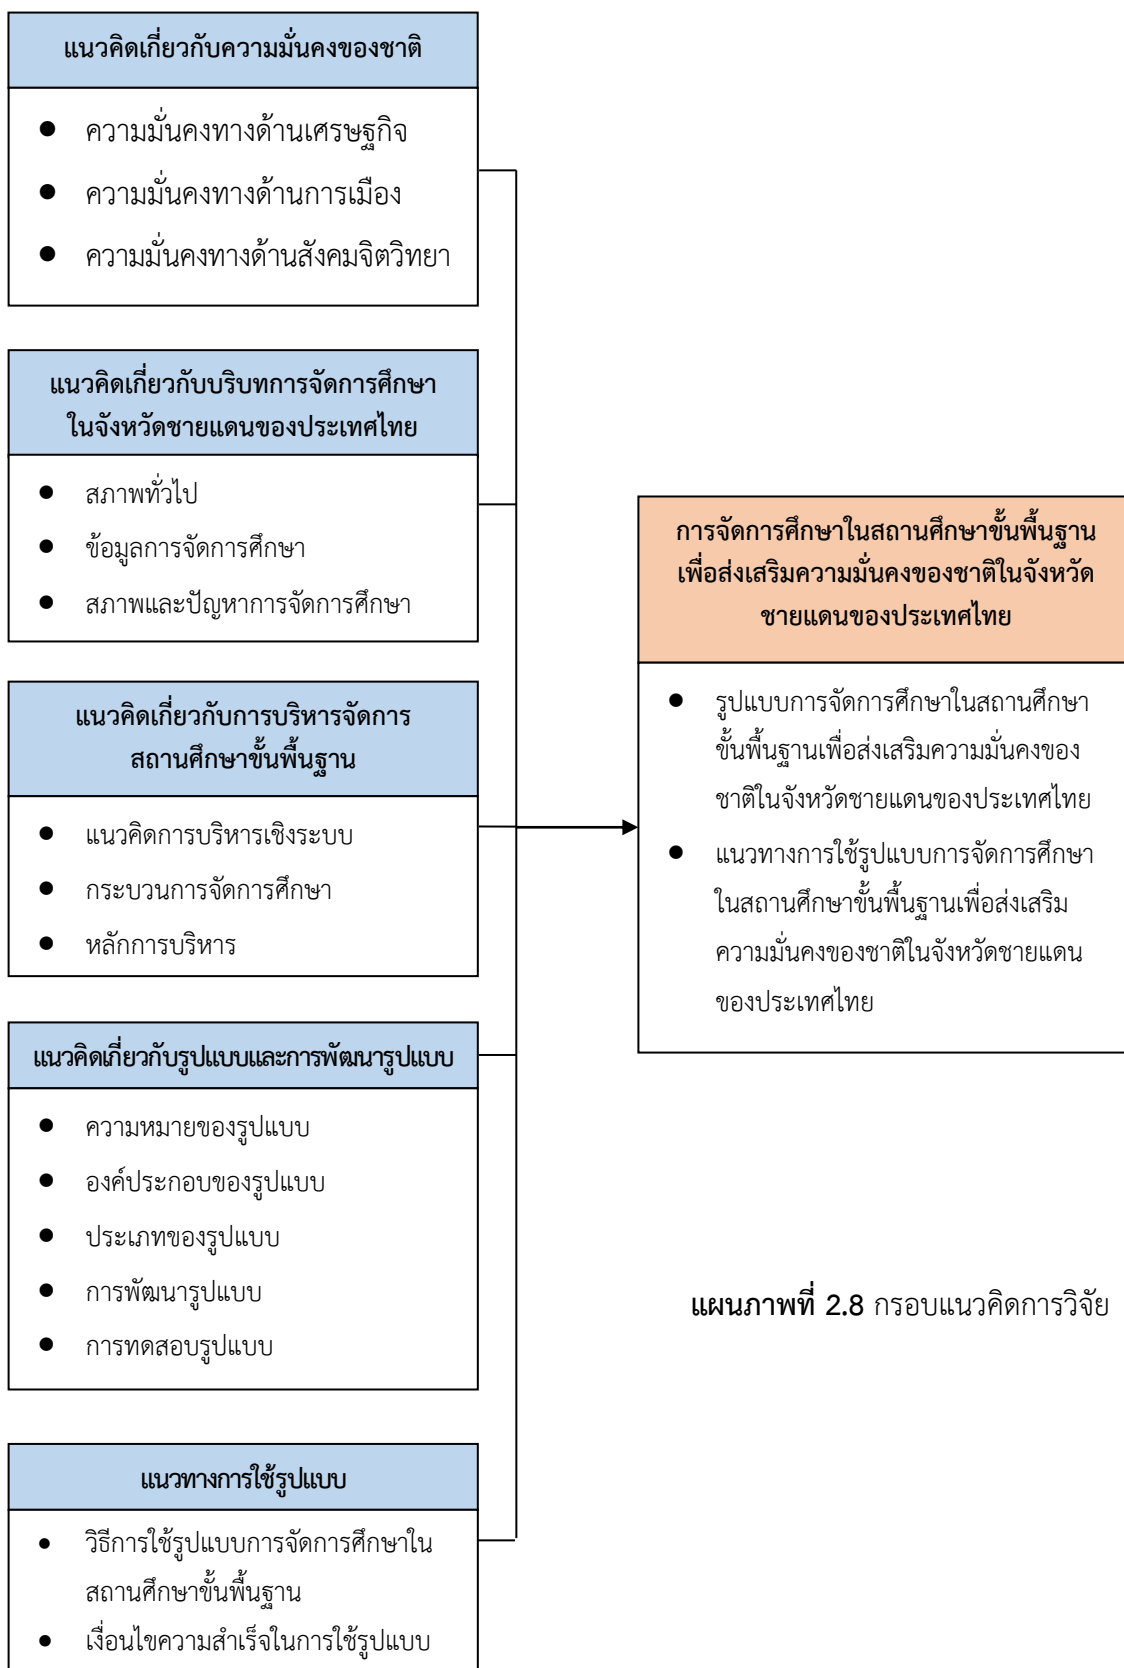 แนวคิดเกี่ยวกับความมั่นคงของชาติ
● ความมั่นคงทางด้านเศรษฐกิจ
● ความมั่นคงทางด้านการเมือง
● ความมั่นคงทางด้านสังคมจิตวิทยา
แนวคิดเกี่ยวกับบริบทการจัดการศึกษา
ในจังหวัดชายแดนของประเทศไทย
● สภาพทั่วไป
● ข้อมูลการจัดการศึกษา
● สภาพและปัญหาการจัดการศึกษา
แนวคิดเกี่ยวกับการบริหารจัดการ
สถานศึกษาขั้นพื้นฐาน
● แนวคิดการบริหารเชิงระบบ
● กระบวนการจัดการศึกษา
● หลักการบริหาร
แนวคิดเกี่ยวกับรูปแบบและการพัฒนารูปแบบ
● ความหมายของรูปแบบ
● องค์ประกอบของรูปแบบ
● ประเภทของรูปแบบ
● การพัฒนารูปแบบ
● การทดสอบรูปแบบ
แนวทางการใช้รูปแบบ
● วิธีการใช้รูปแบบการจัดการศึกษาใน
สถานศึกษาขั้นพื้นฐาน
● เงื่อนไขความสำเร็จในการใช้รูปแบบ
การจัดการศึกษาในสถานศึกษาขั้นพื้นฐาน
เพื่อส่งเสริมความมั่นคงของชาติในจังหวัด
ชายแดนของประเทศไทย
● รูปแบบการจัดการศึกษาในสถานศึกษา
ขั้นพื้นฐานเพื่อส่งเสริมความมั่นคงของ
ชาติในจังหวัดชายแดนของประเทศไทย
● แนวทางการใช้รูปแบบการจัดการศึกษา
ในสถานศึกษาขั้นพื้นฐานเพื่อส่งเสริม
ความมั่นคงของชาติในจังหวัดชายแดน
ของประเทศไทย
แผนภาพที่ 2.8 กรอบแนวคิดการวิจัย